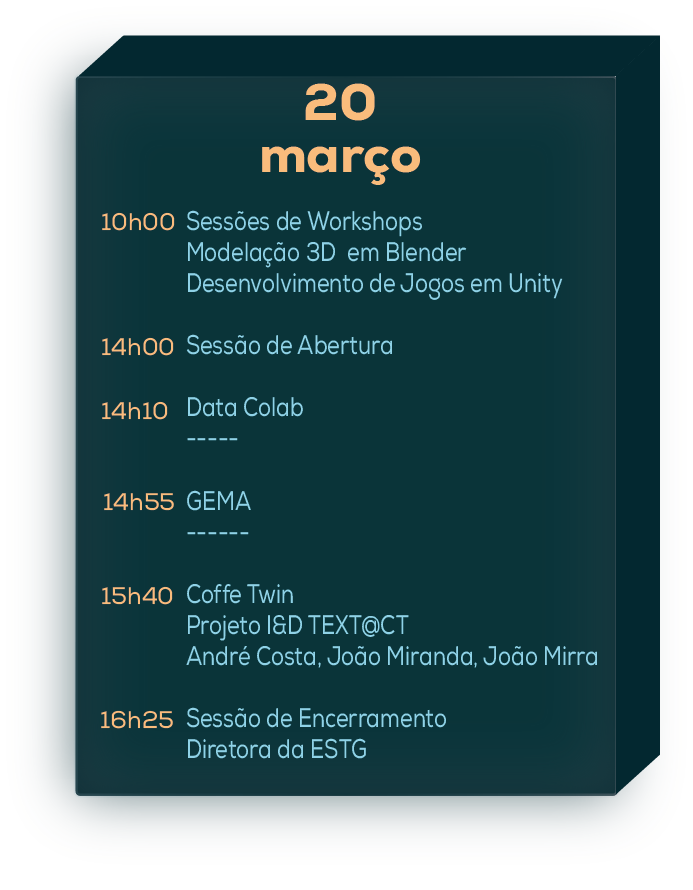 20
março
10h00 Sessões de Workshops
Modelação 3D em Blender
Desenvolvimento de Jogos em Unity
14h00 Sessão de Abertura
14h10 Data Colab
-----
14h55 GEMA
------
15h40 Coffe Twin
Projeto I&D TEXT@CT
André Costa, João Miranda, João Mirra
16h25 Sessão de Encerramento
Diretora da ESTG